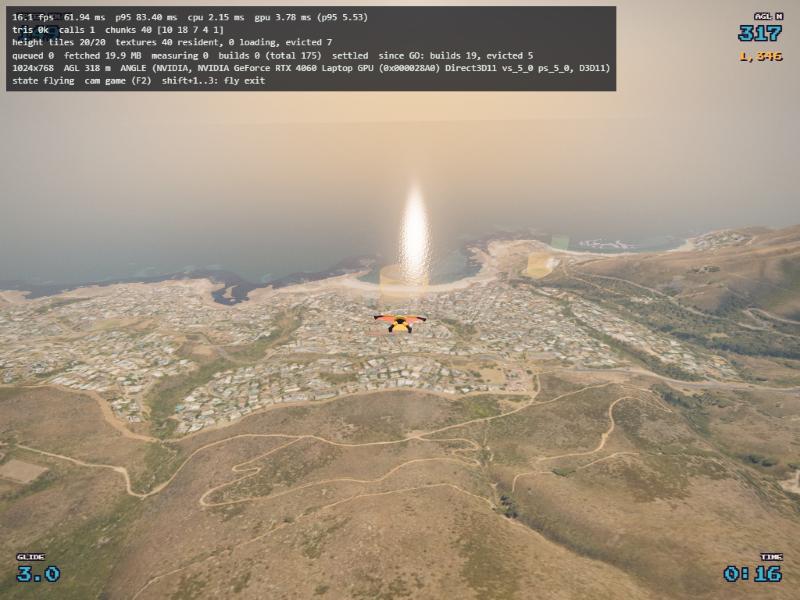 16.1 fps 61.94 ms p95 83.40 ms cpu 2.15 ms gpu 3.78 ms (p95 5.53)
tris 0k calls 1 chunks 40 [10 18 7 4 1]
height tiles 20/20 textures 40 resident, 0 loading, evicted 7
queued 0 fetched 19.9 MB measuring 0 builds 0 (total 175) settled since GO: builds 19, evicted 5
1024x768 AGL 318 m ANGLE (NVIDIA, NVIDIA GeForce RTX 4060 Laptop GPU (0x000028A0) Direct3D11 vs_5_0 ps_5_0, D3D11)
state flying cam game (F2) shift+1..3: fly exit
AGL M
317
1,846
GLIDE
3.0
TIME
0:16